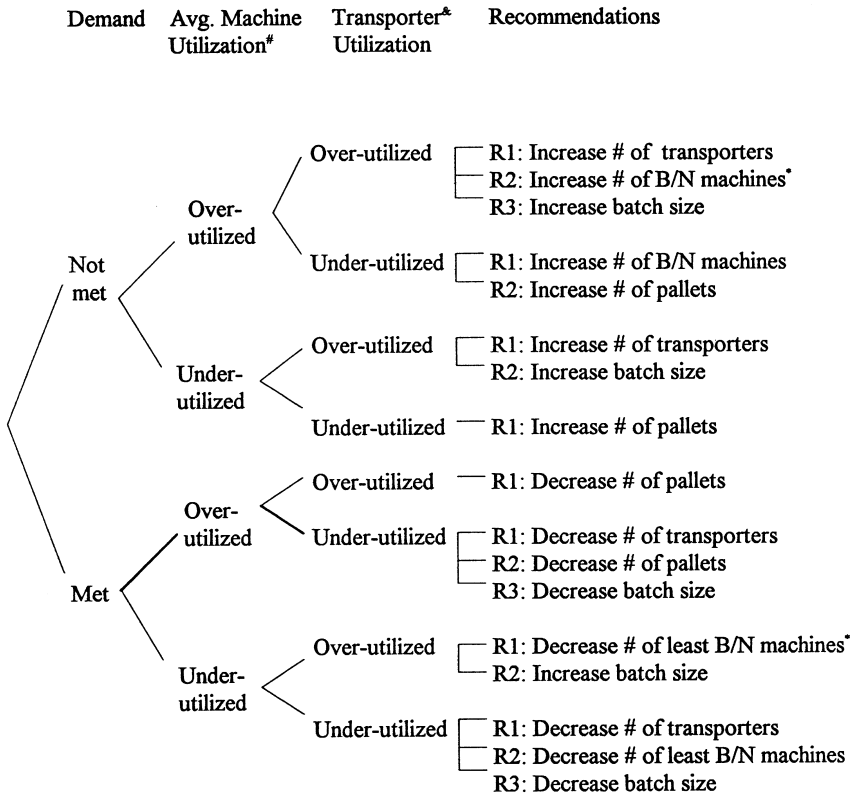 Demand Avg. Machine Utilization# Transporter& Utilization Recommendations
Not met
Over-utilized
Over-utilized
R1: Increase # of transporters
R2: Increase # of B/N machines*
R3: Increase batch size
Under-utilized
R1: Increase # of B/N machines
R2: Increase # of pallets
Under-utilized
Over-utilized
R1: Increase # of transporters
R2: Increase batch size
Under-utilized
R1: Increase # of pallets
Met
Over-utilized
Over-utilized
R1: Decrease # of pallets
Under-utilized
R1: Decrease # of transporters
R2: Decrease # of pallets
R3: Decrease batch size
Under-utilized
Over-utilized
R1: Decrease # of least B/N machines*
R2: Increase batch size
Under-utilized
R1: Decrease # of transporters
R2: Decrease # of least B/N machines
R3: Decrease batch size